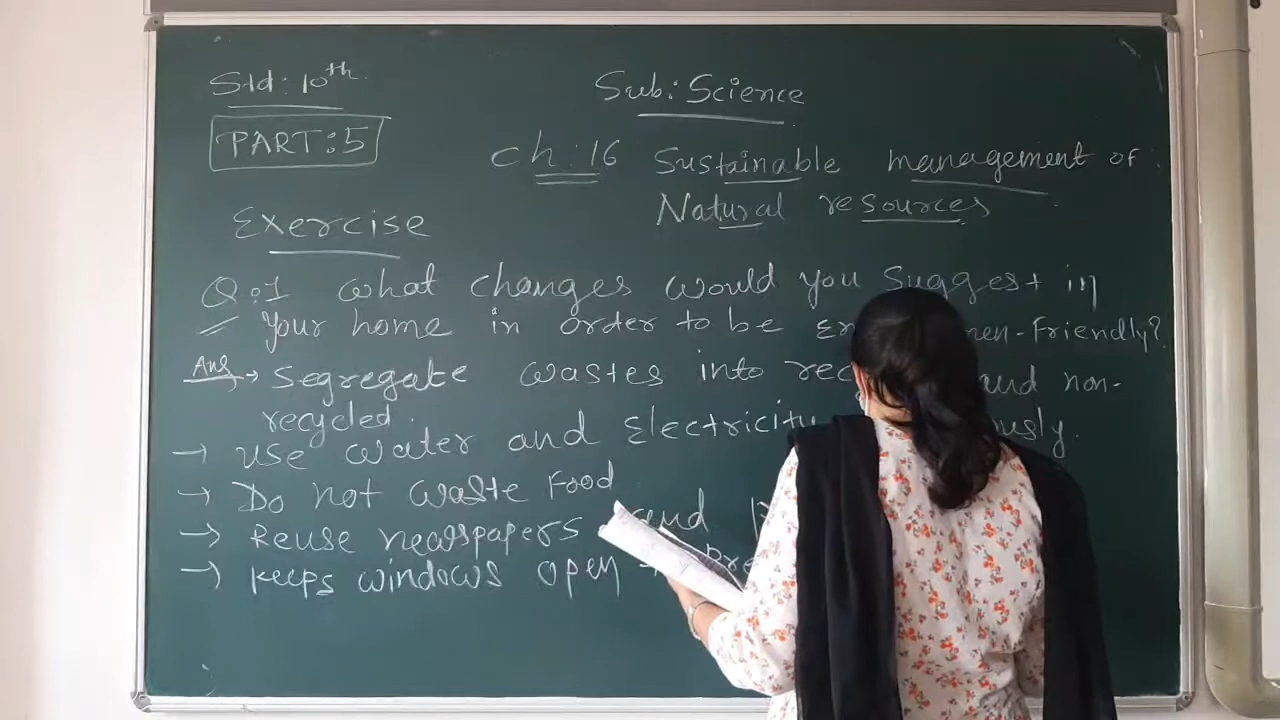 Std: 10th
Sub: Science
PART: 5
ch: 16 Sustainable management of
Natural resources
Exercise
Q.1 What changes would you suggest in
your home in order to be friendly?
Ans → Segregate wastes into and non-
recycled.
→ use water and Electricity
→ Do not waste Food
→ Reuse newspapers and
→ keeps windows open